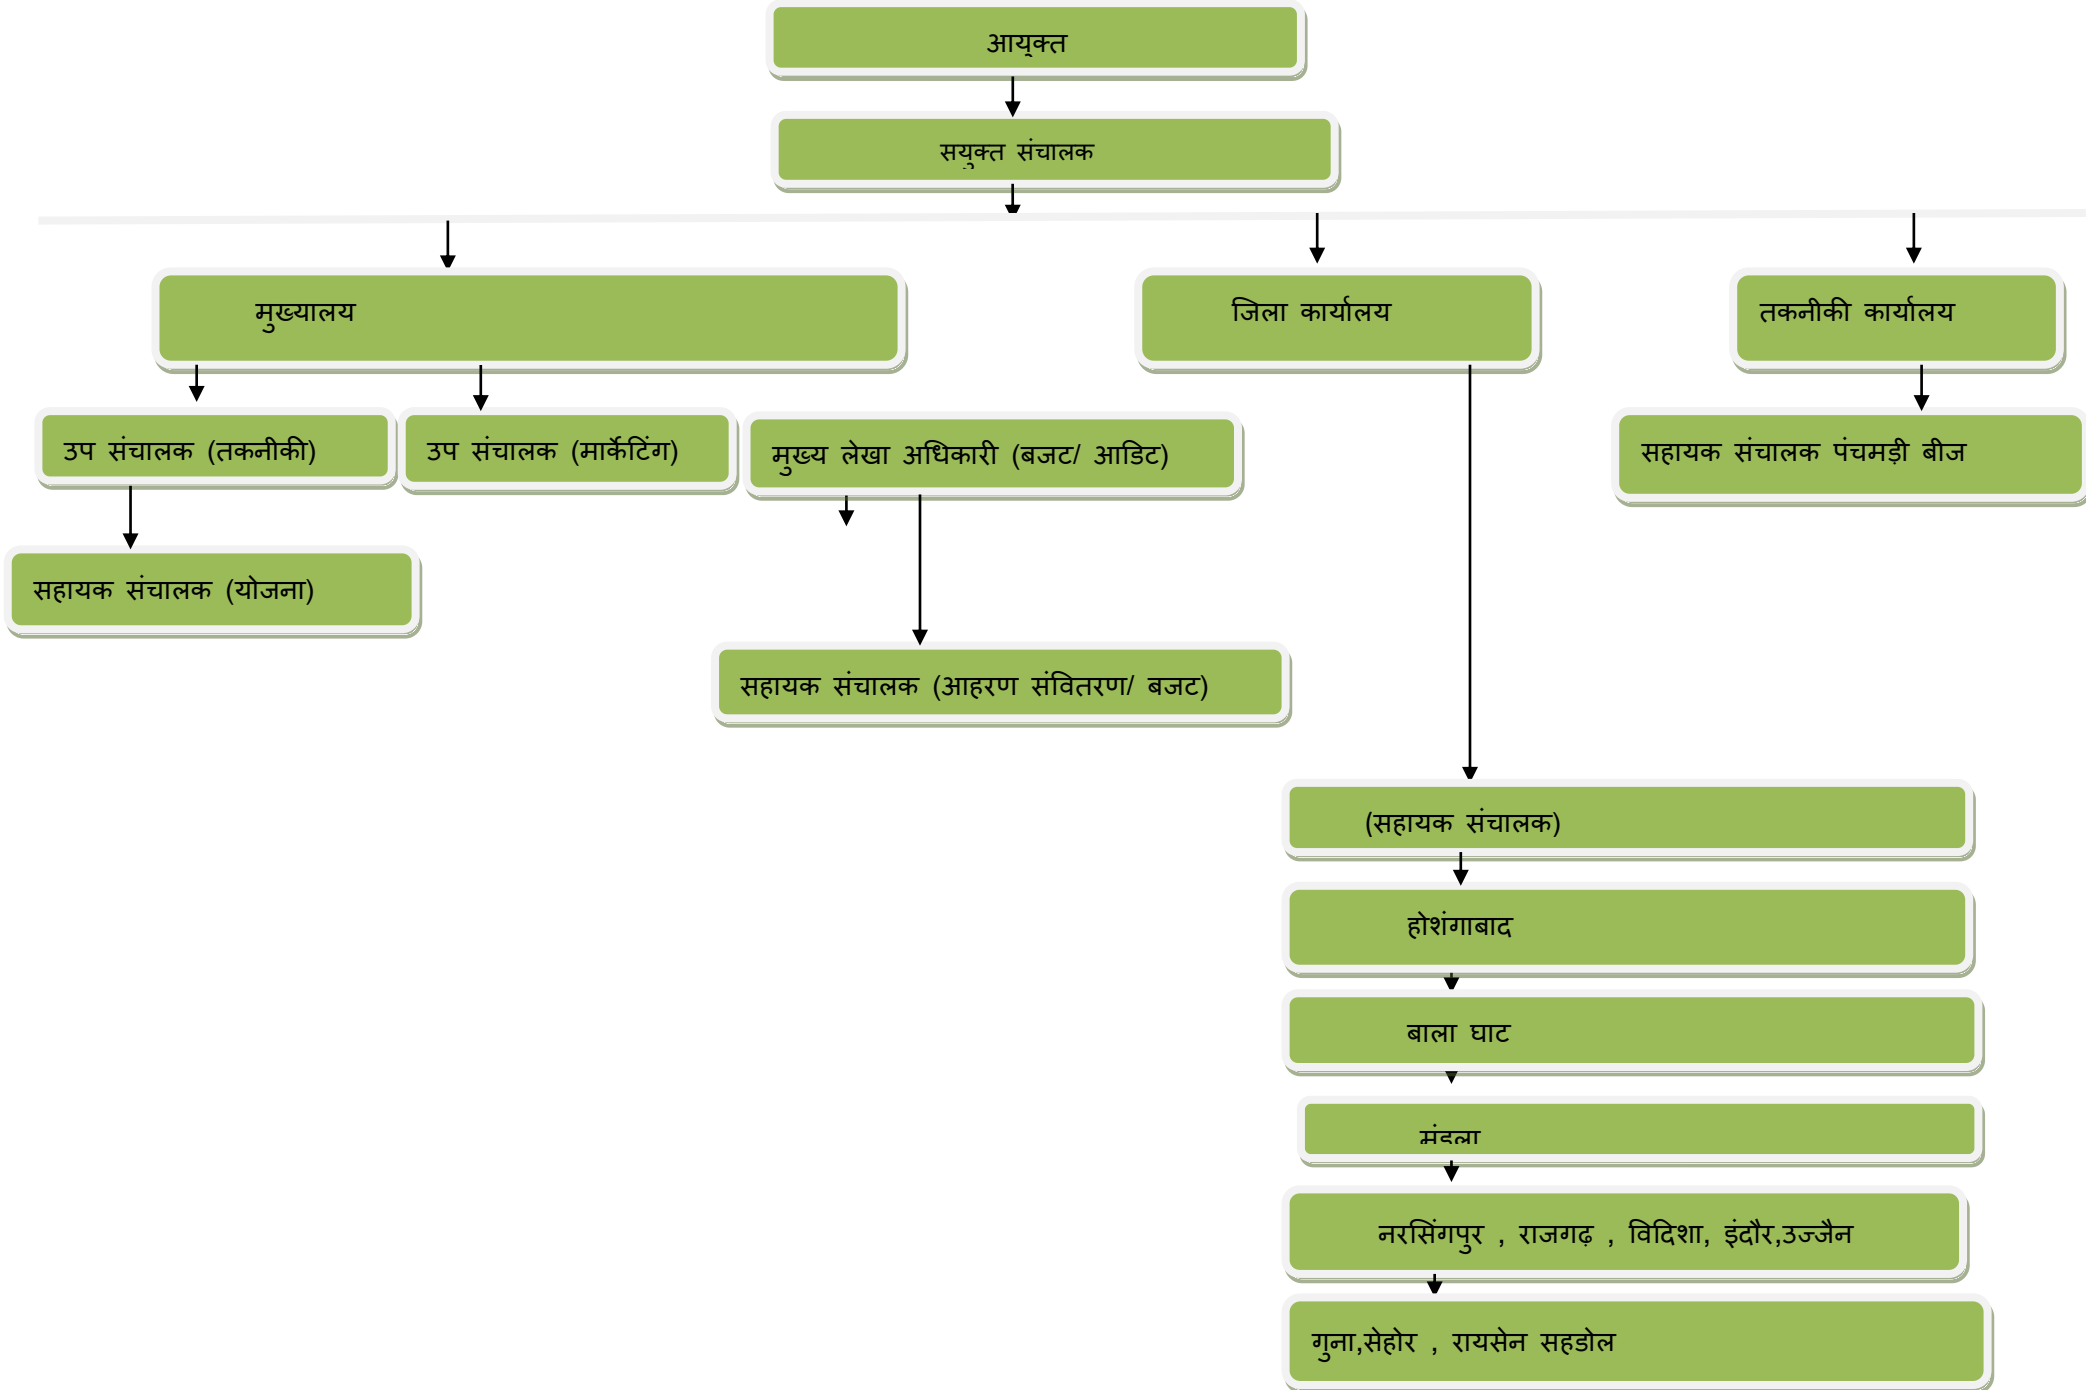 आयुक्त
सयुक्त संचालक
मुख्यालय
जिला कार्यालय
तकनीकी कार्यालय
उप संचालक (तकनीकी)
उप संचालक (मार्केटिंग)
मुख्य लेखा अधिकारी (बजट/ आडिट)
सहायक संचालक पंचमड़ी बीज
सहायक संचालक (योजना)
सहायक संचालक (आहरण संवितरण/ बजट)
(सहायक संचालक)
होशंगाबाद
बाला घाट
मंडला
नरसिंगपुर , राजगढ़ , विदिशा, इंदौर,उज्जैन
गुना,सेहोर , रायसेन सहडोल